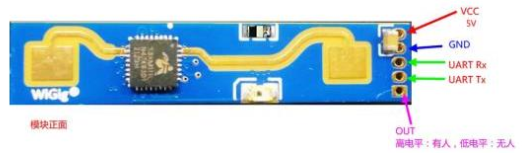 VCC
5V
GND
UART Rx
UART Tx
WiGig
模块正面
OUT
高电平：有人，低电平：无人